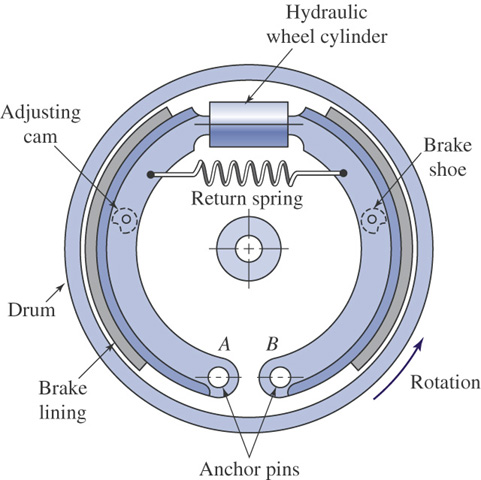 Hydraulic
wheel cylinder
Adjusting
cam
Brake
shoe
Return spring
Drum
A
B
Rotation
Brake
lining
Anchor pins